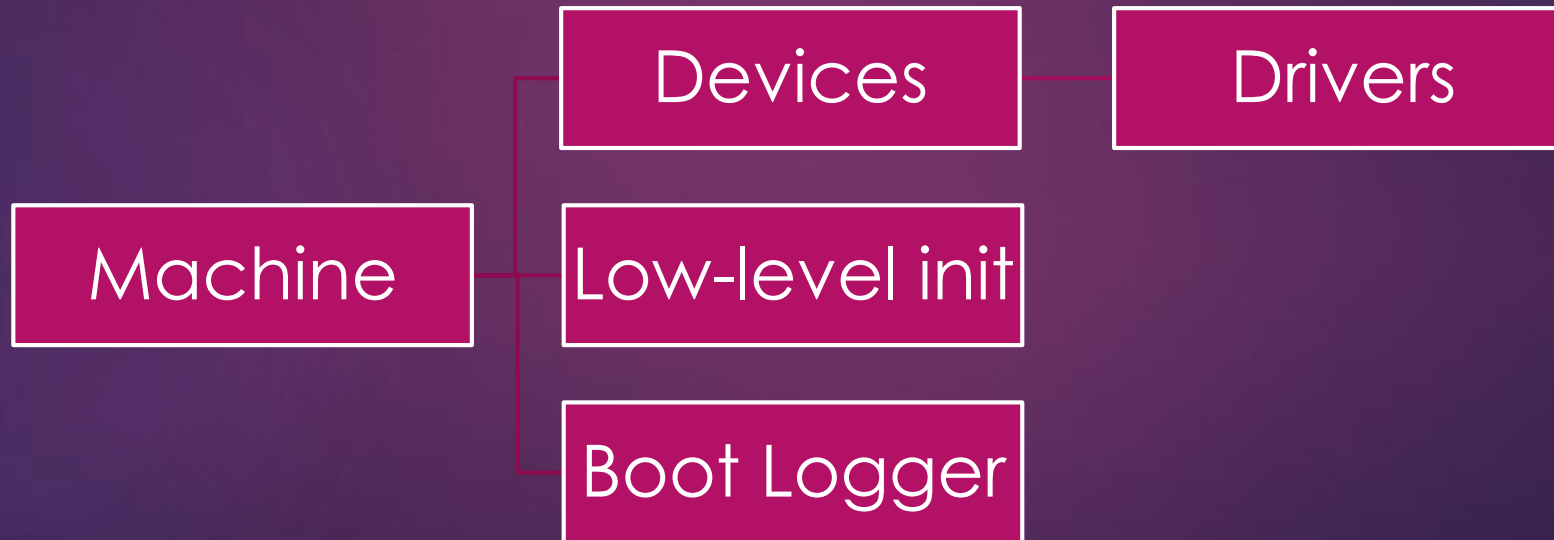 Devices
Drivers
Machine
Low-level init
Boot Logger